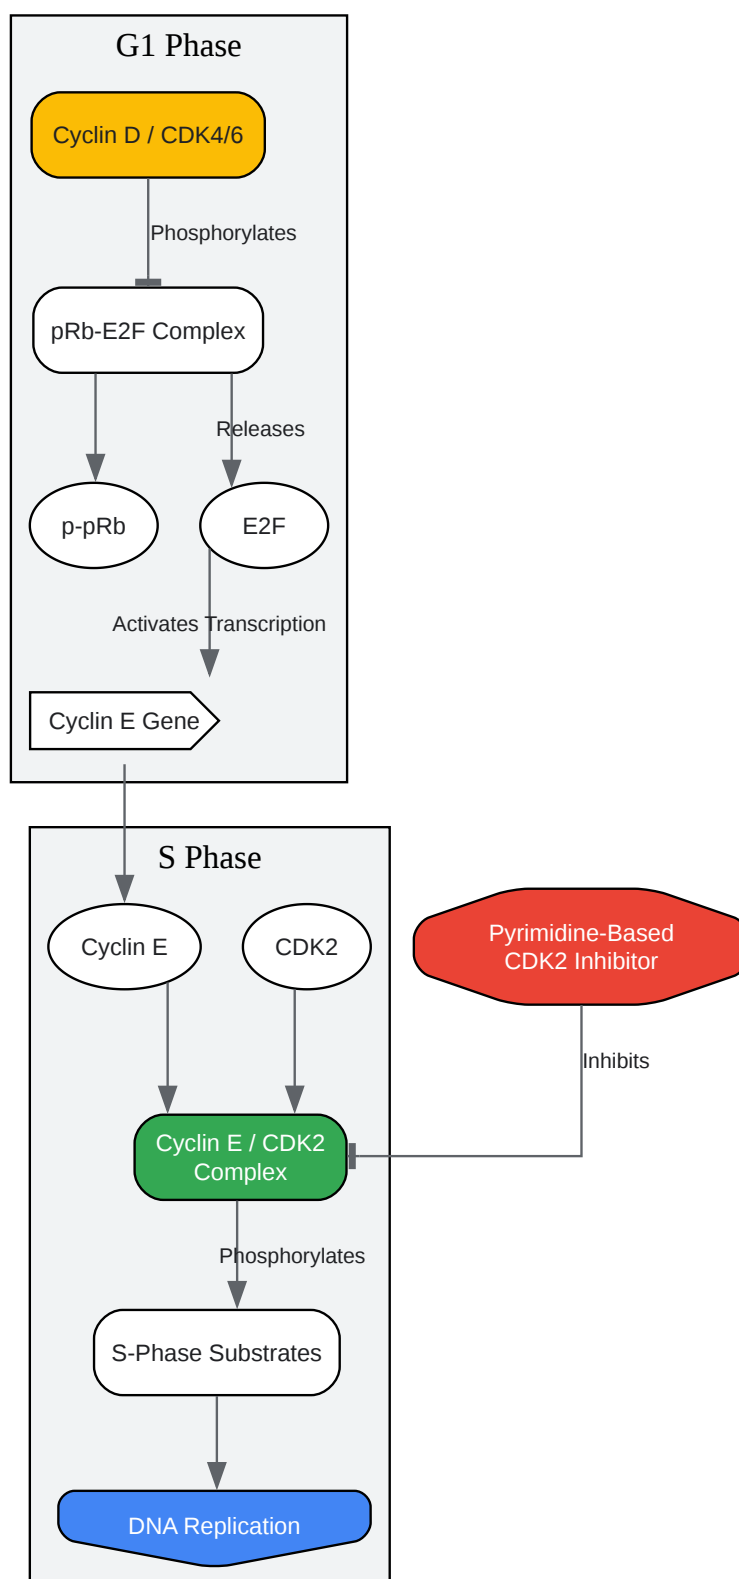 G1 Phase
Cyclin D / CDK4/6
Phosphorylates
pRb-E2F Complex
Releases
p-pRb
E2F
Activates Transcription
Cyclin E Gene
S Phase
Cyclin E
CDK2
Pyrimidine-Based
CDK2 Inhibitor
Inhibits
Cyclin E / CDK2
Complex
Phosphorylates
S-Phase Substrates
DNA Replication